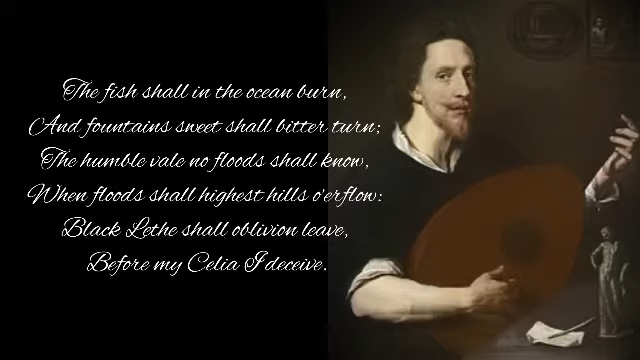 The fish shall in the ocean burn,
And fountains sweet shall bitter turn;
The humble vale no floods shall know,
When floods shall highest hills o'erflow:
Black Lethe shall oblivion leave,
Before my Celia I deceive.